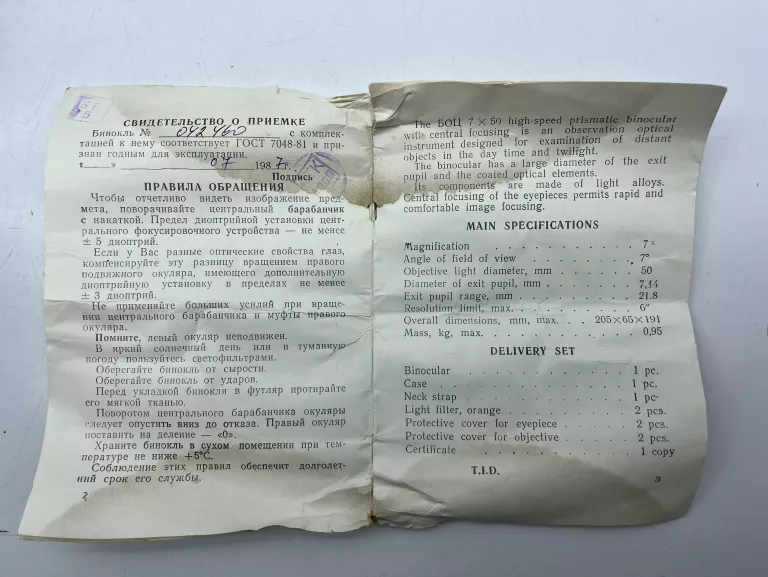 СВИДЕТЕЛЬСТВО О ПРИЕМКЕ
Бинокль № 042460 с комплек-
тацией к нему соответствует ГОСТ 7048-81 и при-
знан годным для эксплуатации.
«—» 07 1987 г.
Подпись
ПРАВИЛА ОБРАЩЕНИЯ
Чтобы отчетливо видеть изображение пред-
мета, поворачивайте центральный барабанчик
с накаткой. Предел диоптрийной установки цент-
рального фокусировочного устройства — не менее
± 5 диоптрий.
Если у Вас разные оптические свойства глаз,
компенсируйте эту разницу вращением правого
подвижного окуляра, имеющего дополнительную
диоптрийную установку в пределах не менее
± 3 диоптрий.
Не применяйте больших усилий при враще-
нии центрального барабанчика и муфты правого
окуляра.
Помните, левый окуляр неподвижен.
В яркий солнечный день или в туманную
погоду пользуйтесь светофильтрами.
Оберегайте бинокль от сырости.
Оберегайте бинокль от ударов.
Перед укладкой бинокля в футляр протирайте
его мягкой тканью.
Поворотом центрального барабанчика окуляры
следует опустить вниз до отказа. Правый окуляр
поставить на деление — «0».
Храните бинокль в сухом помещении при тем-
пературе не ниже +5°С.
Соблюдение этих правил обеспечит долголет-
ний срок его службы.
2
The БОЦ 7 × 50 high-speed prismatic binocular
with central focusing is an observation optical
instrument designed for examination of distant
objects in the day time and twilight.
The binocular has a large diameter of the exit
pupil and the coated optical elements.
Its components are made of light alloys.
Central focusing of the eyepieces permits rapid and
comfortable image focusing.
MAIN SPECIFICATIONS
Magnification . . . . . . . . . . 7×
Angle of field of view . . . . . . . . 7°
Objective light diameter, mm . . . . . . 50
Diameter of exit pupil, mm . . . . . . 7,14
Exit pupil range, mm . . . . . . . . 21.8
Resolution limit, max. . . . . . . . . 6″
Overall dimensions, mm, max. . . 205×65×191
Mass, kg, max. . . . . . . . . . 0,95
DELIVERY SET
Binocular . . . . . . . . . . 1 pc.
Case . . . . . . . . . . . 1 pc.
Neck strap . . . . . . . . . . 1 pc.
Light filter, orange . . . . . . . . 2 pcs.
Protective cover for eyepiece . . . . . 2 pcs.
Protective cover for objective . . . . . 2 pcs.
Certificate . . . . . . . . . . 1 copy
T.I.D.
3